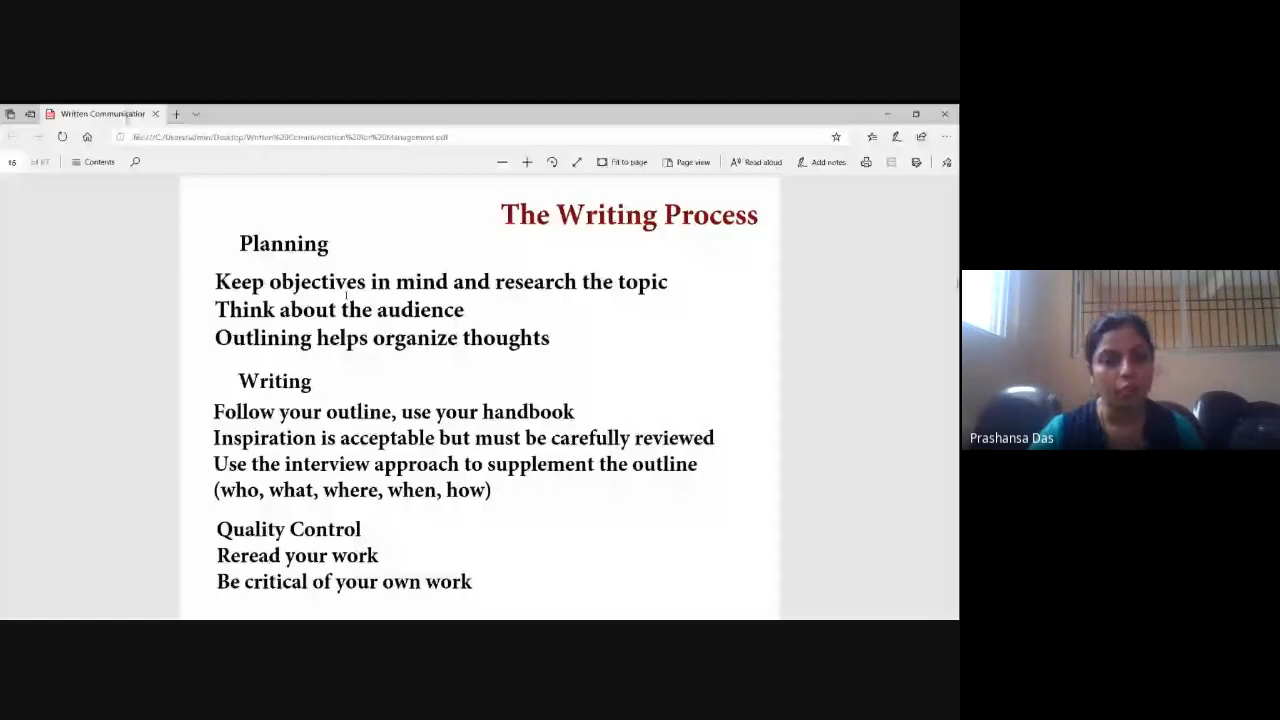 Written Communication
file:///C:/Users/admin/Desktop/Written%20Communication%20for%20Management.pdf
16
Contents
Fit to page
Page view
Read aloud
Add notes
The Writing Process
Planning
Keep objectives in mind and research the topic
Think about the audience
Outlining helps organize thoughts
Writing
Follow your outline, use your handbook
Inspiration is acceptable but must be carefully reviewed
Use the interview approach to supplement the outline
(who, what, where, when, how)
Quality Control
Reread your work
Be critical of your own work
Prashansa Das